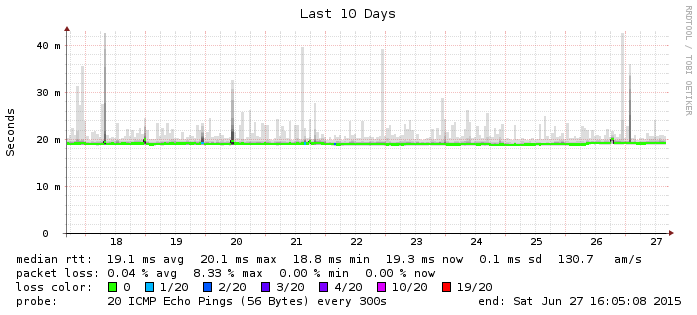 Last 10 Days
RRDTOOL / TOBI OETIKER
Seconds
40 m
30 m
20 m
10 m
0
18 19 20 21 22 23 24 25 26 27
median rtt: 19.1 ms avg 20.1 ms max 18.8 ms min 19.3 ms now 0.1 ms sd 130.7 am/s
packet loss: 0.04 % avg 8.33 % max 0.00 % min 0.00 % now
loss color: 0 1/20 2/20 3/20 4/20 10/20 19/20
probe: 20 ICMP Echo Pings (56 Bytes) every 300s end: Sat Jun 27 16:05:08 2015